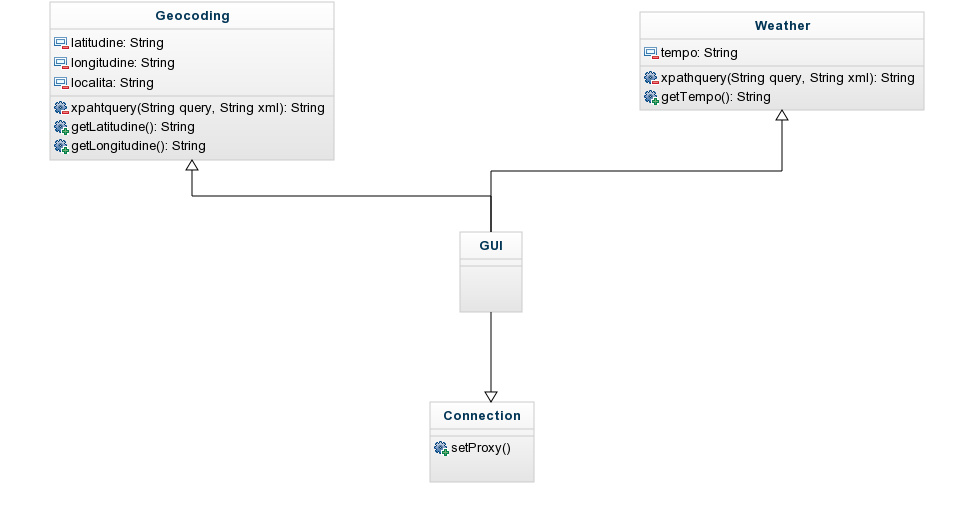 Geocoding
latitudine: String
longitudine: String
localita: String
xpahtquery(String query, String xml): String
getLatitudine(): String
getLongitudine(): String
Weather
tempo: String
xpathquery(String query, String xml): String
getTempo(): String
GUI
Connection
setProxy()